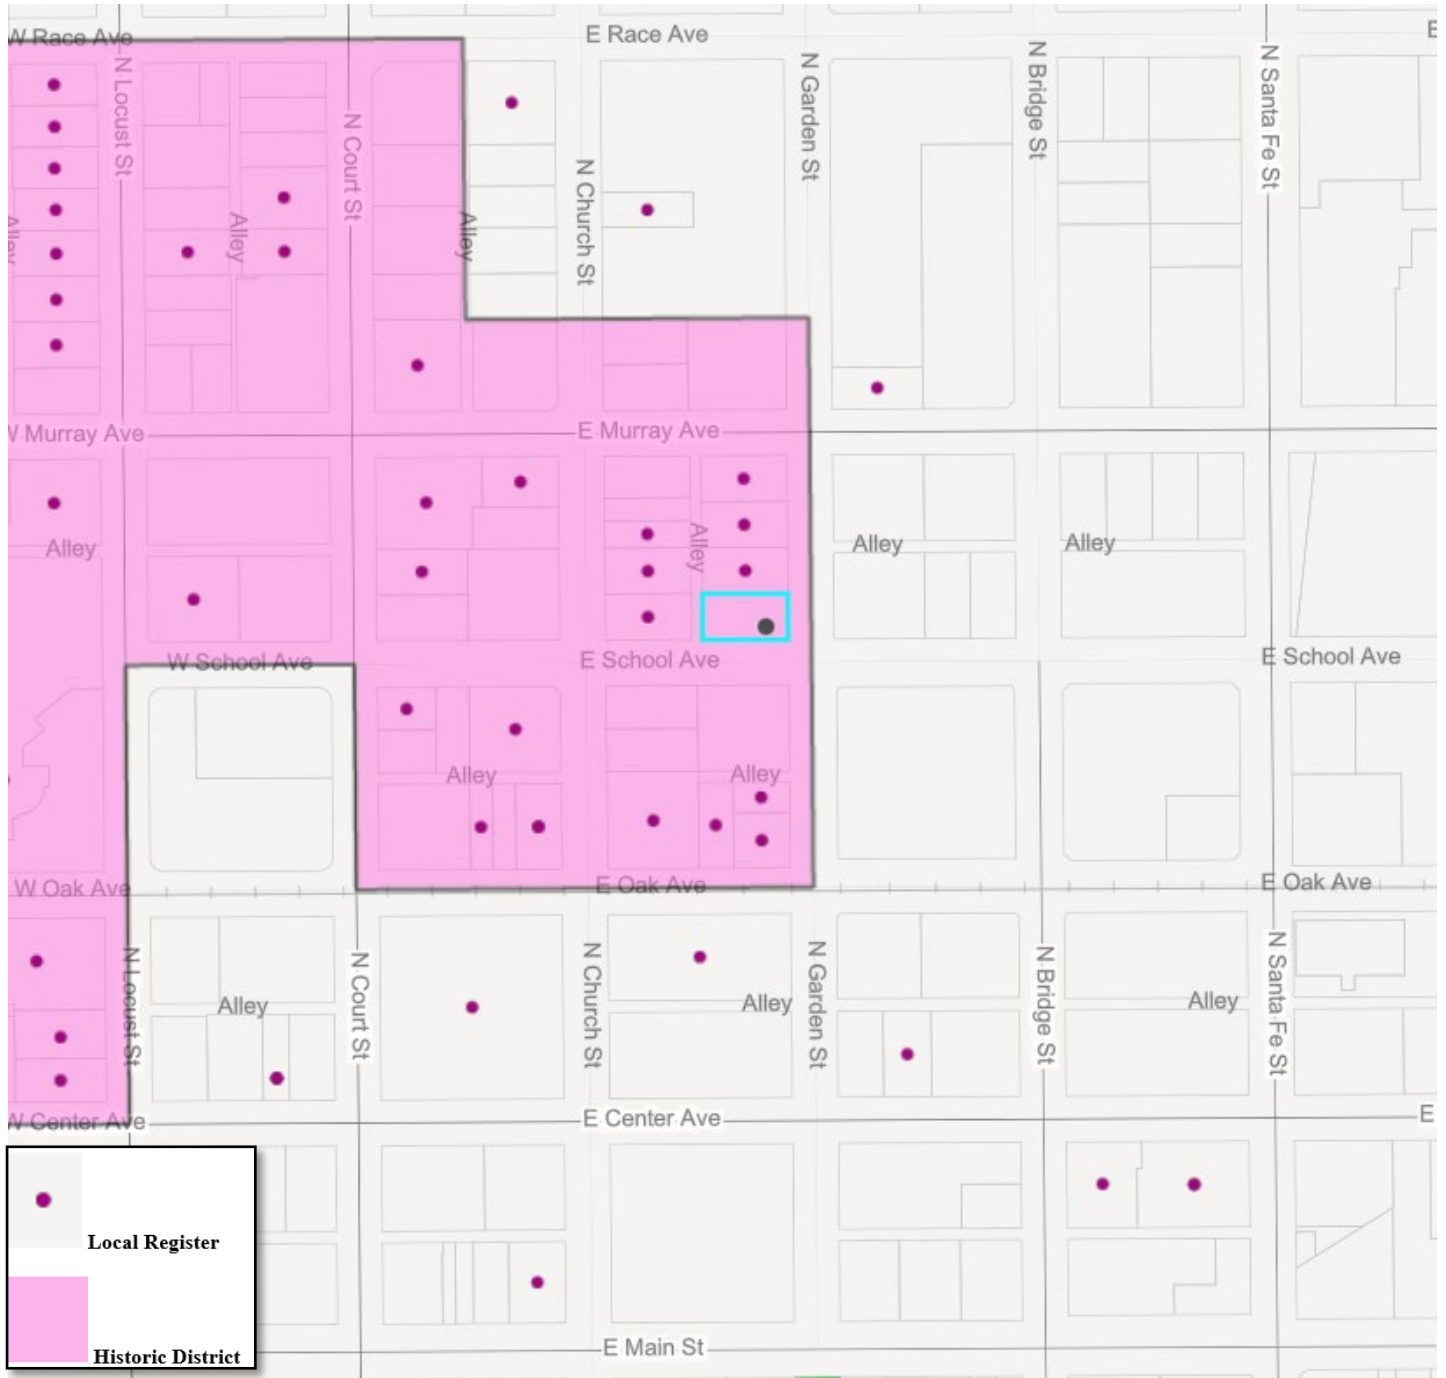 W Race Ave
E Race Ave
E
N Locust St
N Court St
N Church St
N Garden St
N Bridge St
N Santa Fe St
Alley
Alley
Alley
W Murray Ave
E Murray Ave
Alley
Alley
Alley
Alley
W School Ave
E School Ave
E School Ave
Alley
Alley
W Oak Ave
E Oak Ave
E Oak Ave
N Locust St
N Court St
N Church St
N Garden St
N Bridge St
N Santa Fe St
Alley
Alley
Alley
W Center Ave
E Center Ave
E
Local Register
Historic District
E Main St